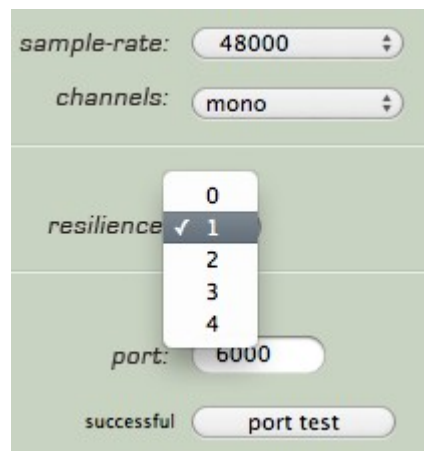 sample-rate: 48000
channels: mono
0
resilience ✓ 1
2
3
4
port: 6000
successful port test